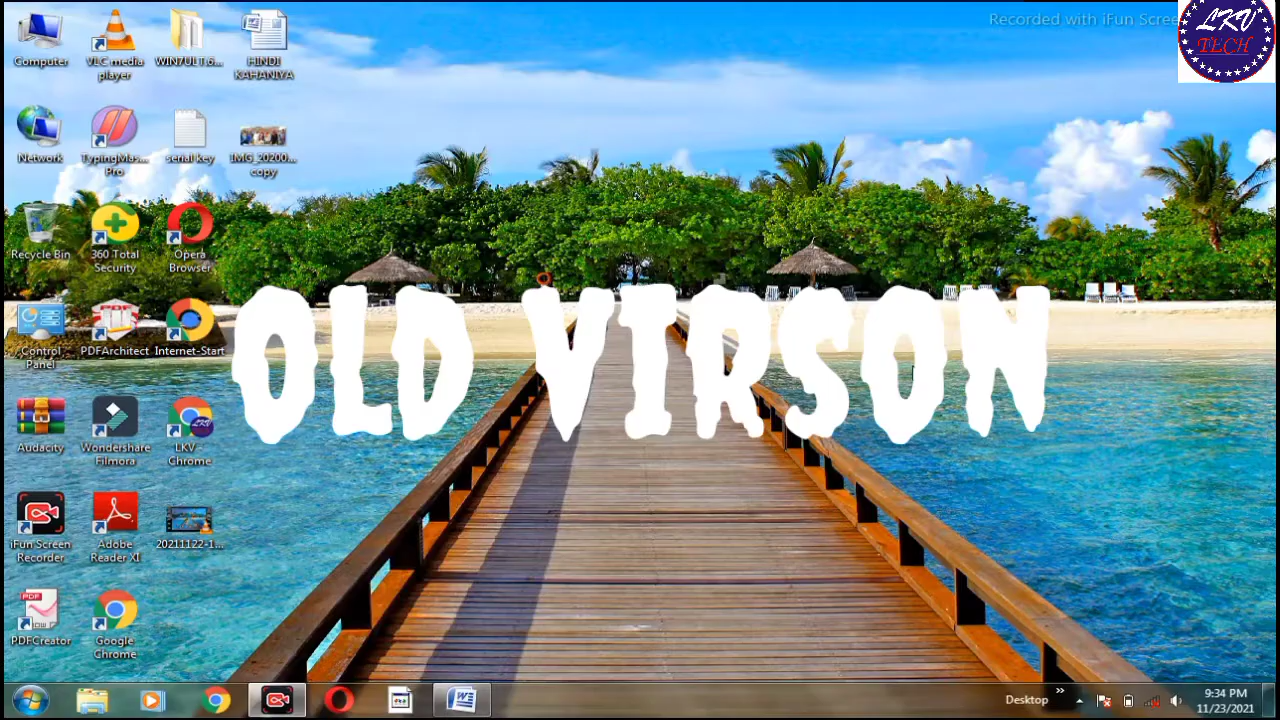 Recorded with iFun Scree
LKV
TECH
Computer
VLC media
player
WIN7ULT.6...
HINDI
KAHANIYA
Network
TypingMas...
Pro
serial key
IMG_20200...
copy
Recycle Bin
360 Total
Security
Opera
Browser
Control
Panel
PDFArchitect
Internet-Start
OLD VIRSON
Audacity
Wondershare
Filmora
LKV -
Chrome
iFun Screen
Recorder
Adobe
Reader XI
20211122-1...
PDFCreator
Google
Chrome
Desktop
9:34 PM
11/23/2021